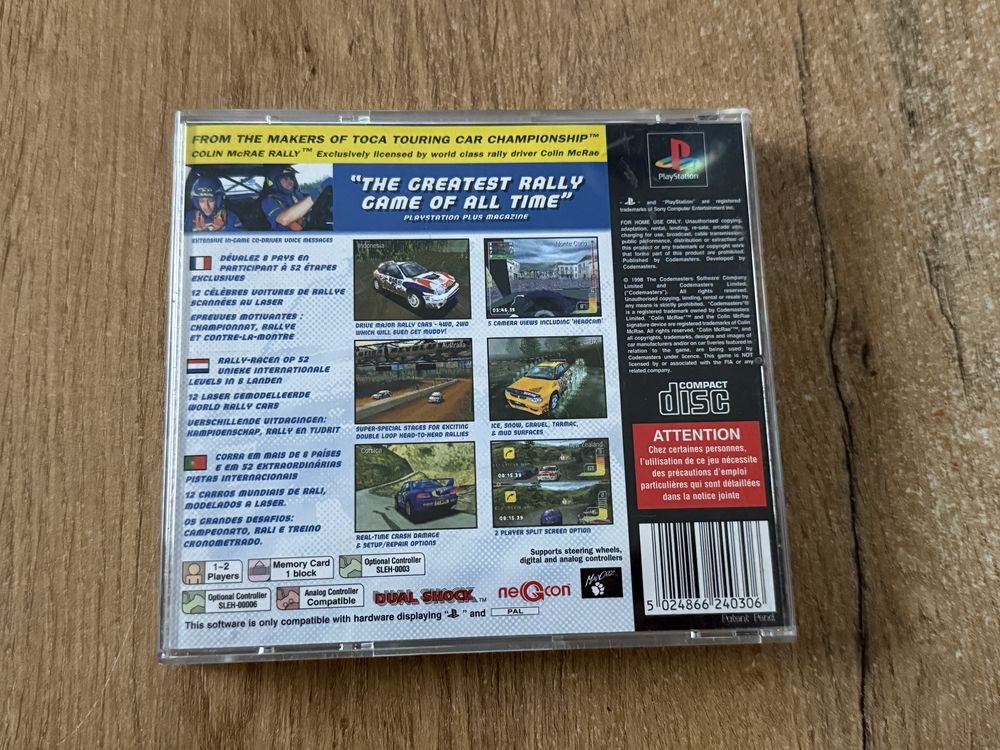 FROM THE MAKERS OF TOCA TOURING CAR CHAMPIONSHIP™
COLIN McRAE RALLY™ Exclusively licensed by world class rally driver Colin McRae
"THE GREATEST RALLY
GAME OF ALL TIME"
PLAYSTATION PLUS MAGAZINE
EXTENSIVE IN-GAME CO-DRIVER VOICE MESSAGES
DÉVALEZ 8 PAYS EN
PARTICIPANT À 52 ÉTAPES
EXCLUSIVES
12 CÉLÈBRES VOITURES DE RALLYE
SCANNÉES AU LASER
EPREUVES MOTIVANTES :
CHAMPIONNAT, RALLYE
ET CONTRE-LA-MONTRE
RALLY-RACEN OP 52
UNIEKE INTERNATIONALE
LEVELS IN 8 LANDEN
12 LASER GEMODELLEERDE
WORLD RALLY CARS
VERSCHILLENDE UITDAGINGEN:
KAMPIOENSCHAP, RALLY EN TIJDRIT
CORRA EM MAIS DE 8 PAÍSES
E EM 52 EXTRAORDINÁRIAS
PISTAS INTERNACIONAIS
12 CARROS MUNDIAIS DE RALI,
MODELADOS A LASER.
OS GRANDES DESAFIOS:
CAMPEONATO, RALI E TREINO
CRONOMETRADO.
Indonesia
DRIVE MAJOR RALLY CARS - 4WD, 2WD
WHICH WILL EVEN GET MUDDY!
Monte Carlo
03:46.15
5 CAMERA VIEWS INCLUDING 'HEADCAM'
Australia
SUPER-SPECIAL STAGES FOR EXCITING
DOUBLE LOOP HEAD-TO-HEAD RALLIES
UK
ICE, SNOW, GRAVEL, TARMAC,
& MUD SURFACES
Corsica
REAL-TIME CRASH DAMAGE
& SETUP/REPAIR OPTIONS
New Zealand
00:15.39
00:15.39
2 PLAYER SPLIT SCREEN OPTION
1–2
Players
Memory Card
1 block
Optional Controller
SLEH-0003
Optional Controller
SLEH-00006
Analog Controller
Compatible
DUAL SHOCK™
neGcon
Supports steering wheels,
digital and analog controllers
MadCatz
This software is only compatible with hardware displaying " " and
PAL
PlayStation
- and "PlayStation" are registered
trademarks of Sony Computer Entertainment Inc.
FOR HOME USE ONLY. Unauthorised copying,
adaptation, rental, lending, re-sale, arcade use,
charging for use, broadcast, cable transmission,
public performance, distribution or extraction of
this product or any trademark or copyright work
that forms part of this product are prohibited.
Published by Codemasters. Developed by
Codemasters.
© 1998 The Codemasters Software Company
Limited and Codemasters Limited.
("Codemasters"). All rights reserved.
Unauthorised copying, lending, rental or resale by
any means is strictly prohibited. "Codemasters"®
is a registered trademark owned by Codemasters
Limited. "Colin McRae"™ and the Colin McRae
signature device are registered trademarks of Colin
McRae. All rights reserved. "Colin McRae"™, and
all copyrights, trademarks, designs and images of
car manufacturers and/or on car liveries featured in
relation to the game, are being used by
Codemasters under licence. This game is NOT
licensed by or associated with the FIA or any
related company.
COMPACT
disc
ATTENTION
Chez certaines personnes,
l'utilisation de ce jeu nécessite
des précautions d'emploi
particulières qui sont détaillées
dans la notice jointe
5 024866 240306
Patent Pend.